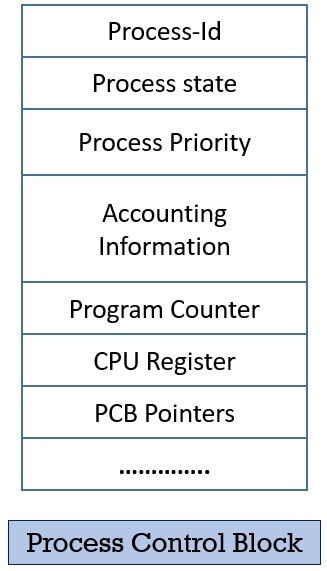 Process-Id
Process state
Process Priority
Accounting
Information
Program Counter
CPU Register
PCB Pointers
..............
Process Control Block